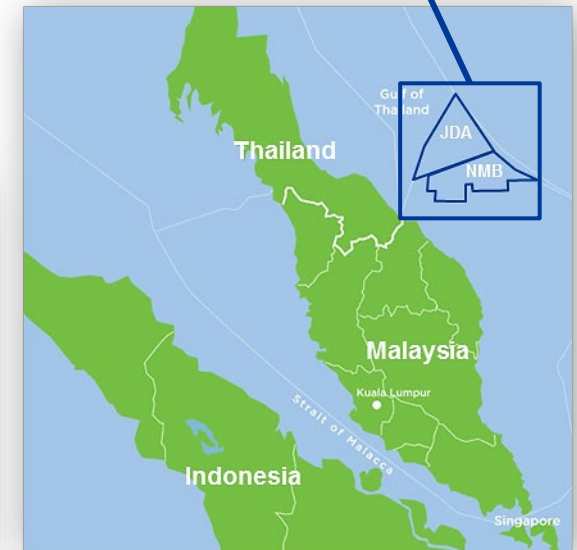 Gulf of
Thailand
JDA
NMB
Thailand
Malaysia
Kuala Lumpur
Strait of Malacca
Indonesia
Singapore